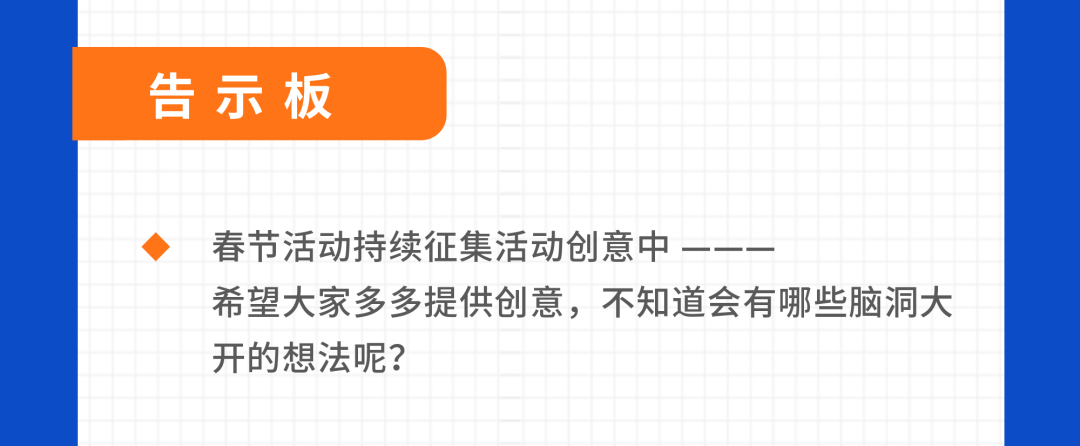 告示板
春节活动持续征集活动创意中 ———
希望大家多多提供创意，不知道会有哪些脑洞大
开的想法呢？